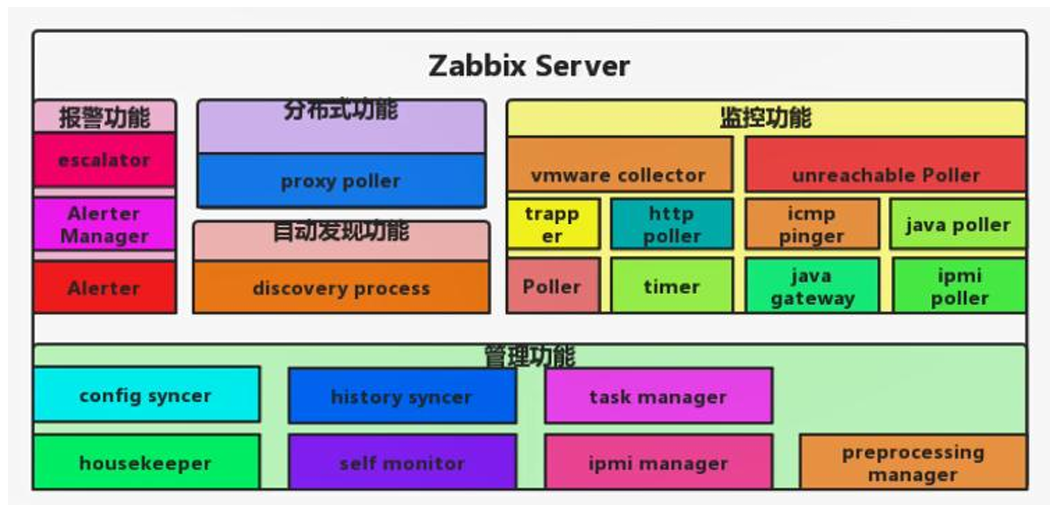 Zabbix Server
报警功能
escalator
Alerter
Manager
Alerter
分布式功能
proxy poller
自动发现功能
discovery process
监控功能
vmware collector
unreachable Poller
trapp
er
http
poller
icmp
pinger
java poller
Poller
timer
java
gateway
ipmi
poller
管理功能
config syncer
history syncer
task manager
housekeeper
self monitor
ipmi manager
preprocessing
manager